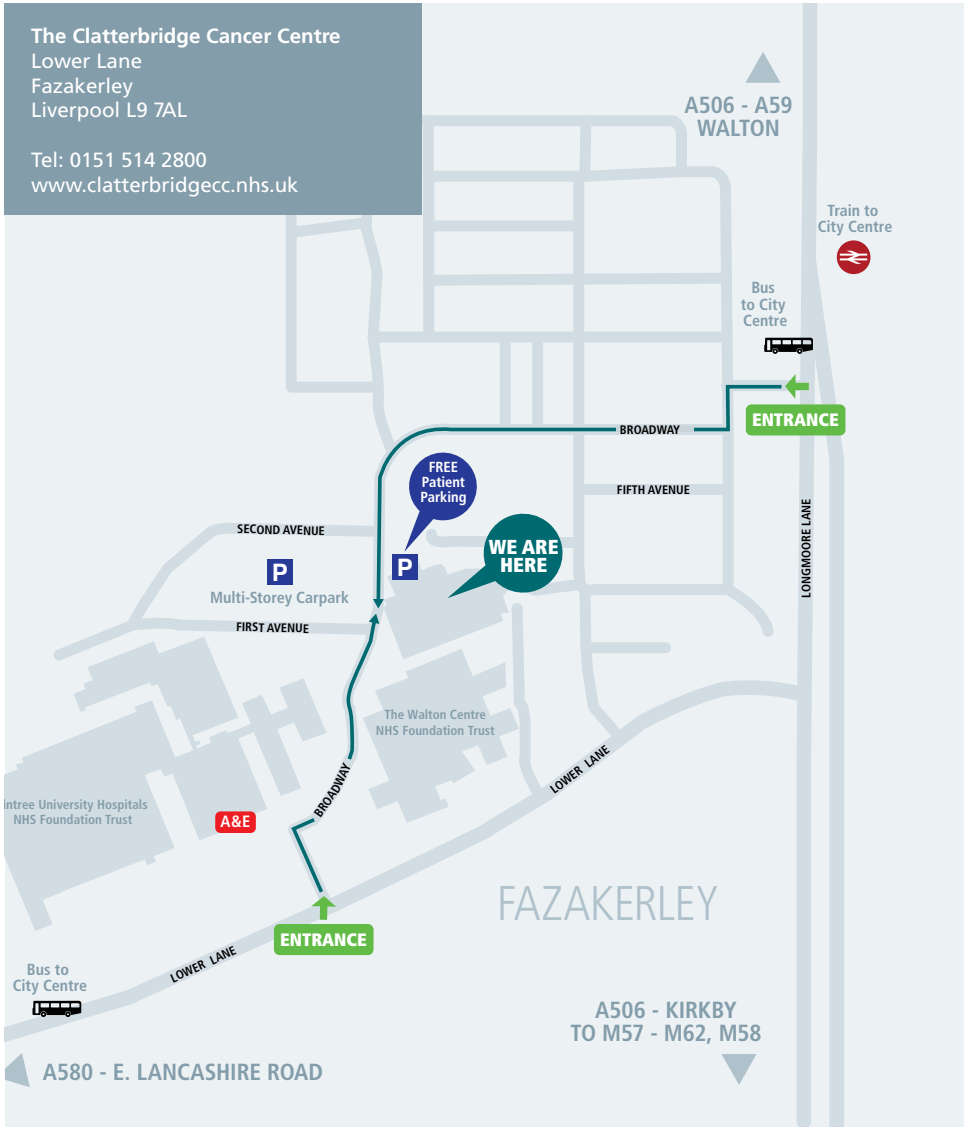 The Clatterbridge Cancer Centre
Lower Lane
Fazakerley
Liverpool L9 7AL
Tel: 0151 514 2800
www.clatterbridgecc.nhs.uk
A506 - A59
WALTON
Train to
City Centre
Bus
to City
Centre
ENTRANCE
BROADWAY
FREE
Patient
Parking
FIFTH AVENUE
LONGMOORE LANE
SECOND AVENUE
WE ARE
HERE
P
P
Multi-Storey Carpark
FIRST AVENUE
The Walton Centre
NHS Foundation Trust
LOWER LANE
BROADWAY
intree University Hospitals
NHS Foundation Trust
A&E
FAZAKERLEY
ENTRANCE
LOWER LANE
Bus to
City Centre
A506 - KIRKBY
TO M57 - M62, M58
A580 - E. LANCASHIRE ROAD